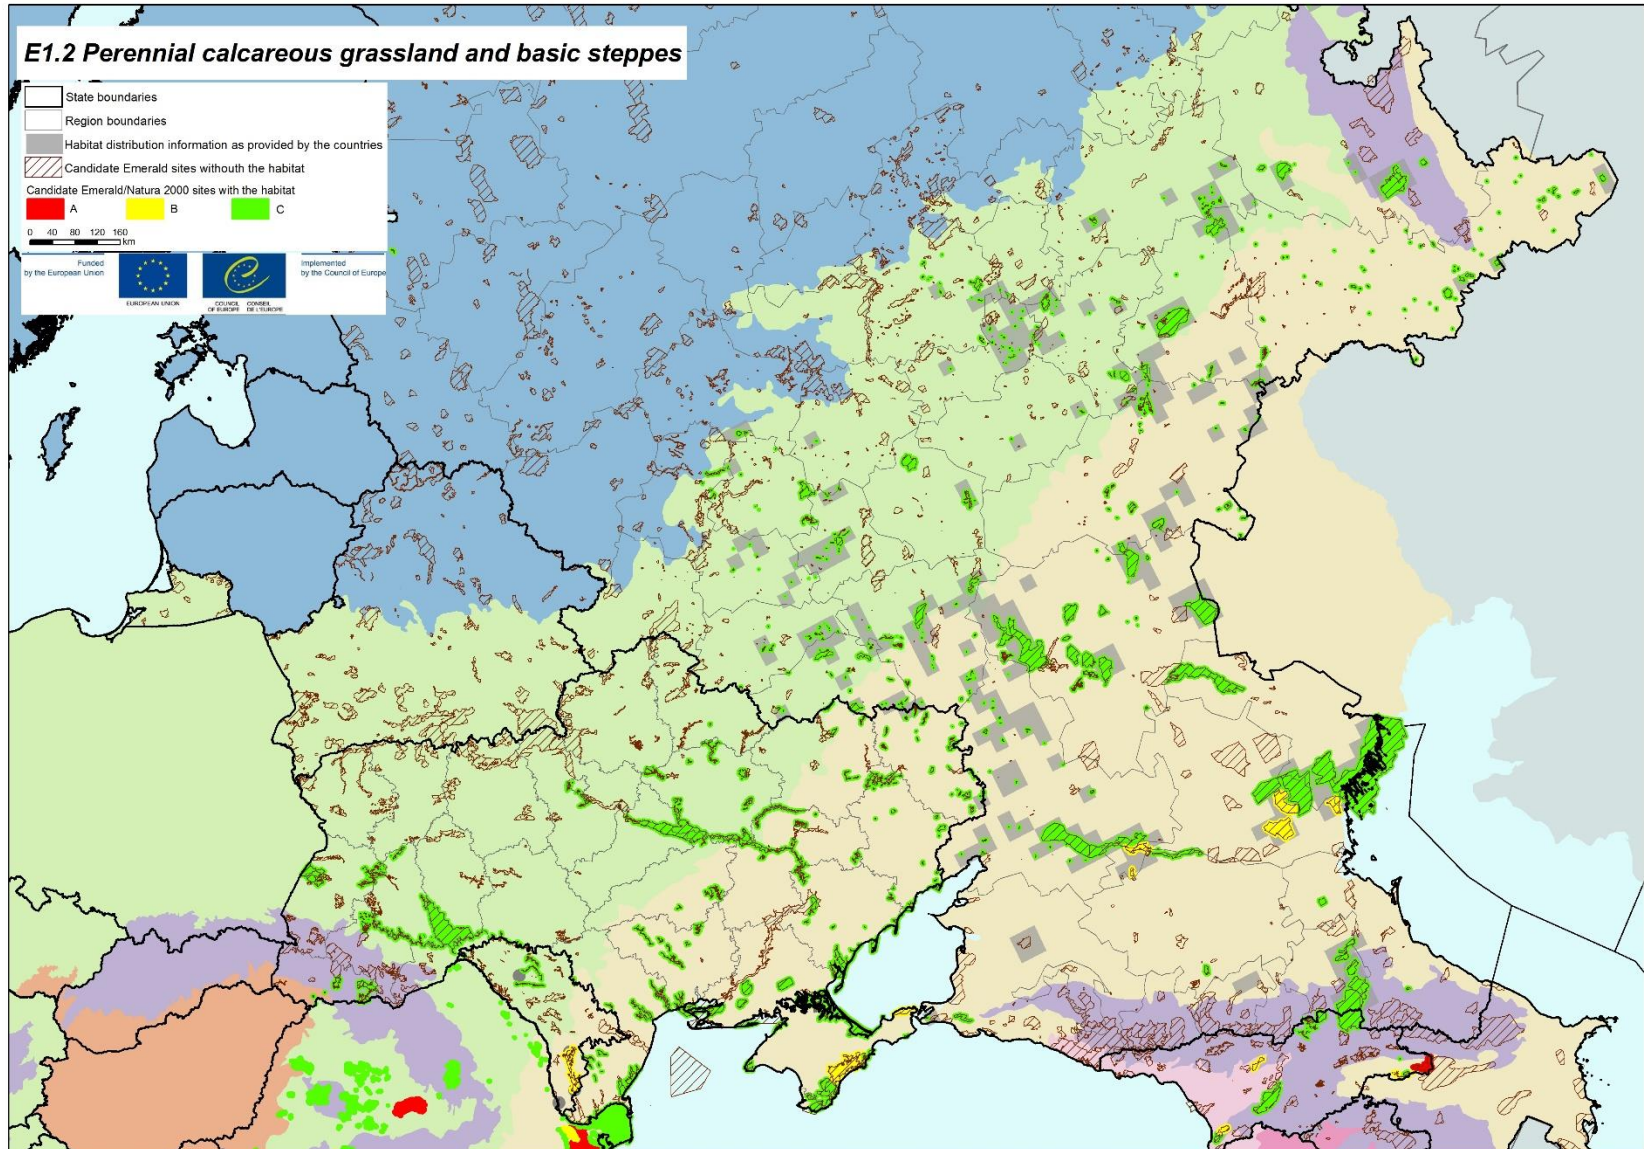 E1.2 Perennial calcareous grassland and basic steppes
State boundaries
Region boundaries
Habitat distribution information as provided by the countries
Candidate Emerald sites withouth the habitat
Candidate Emerald/Natura 2000 sites with the habitat
A B C
0 40 80 120 160
km
Funded
by the European Union
EUROPEAN UNION
COUNCIL CONSEIL
OF EUROPE DE L'EUROPE
Implemented
by the Council of Europe